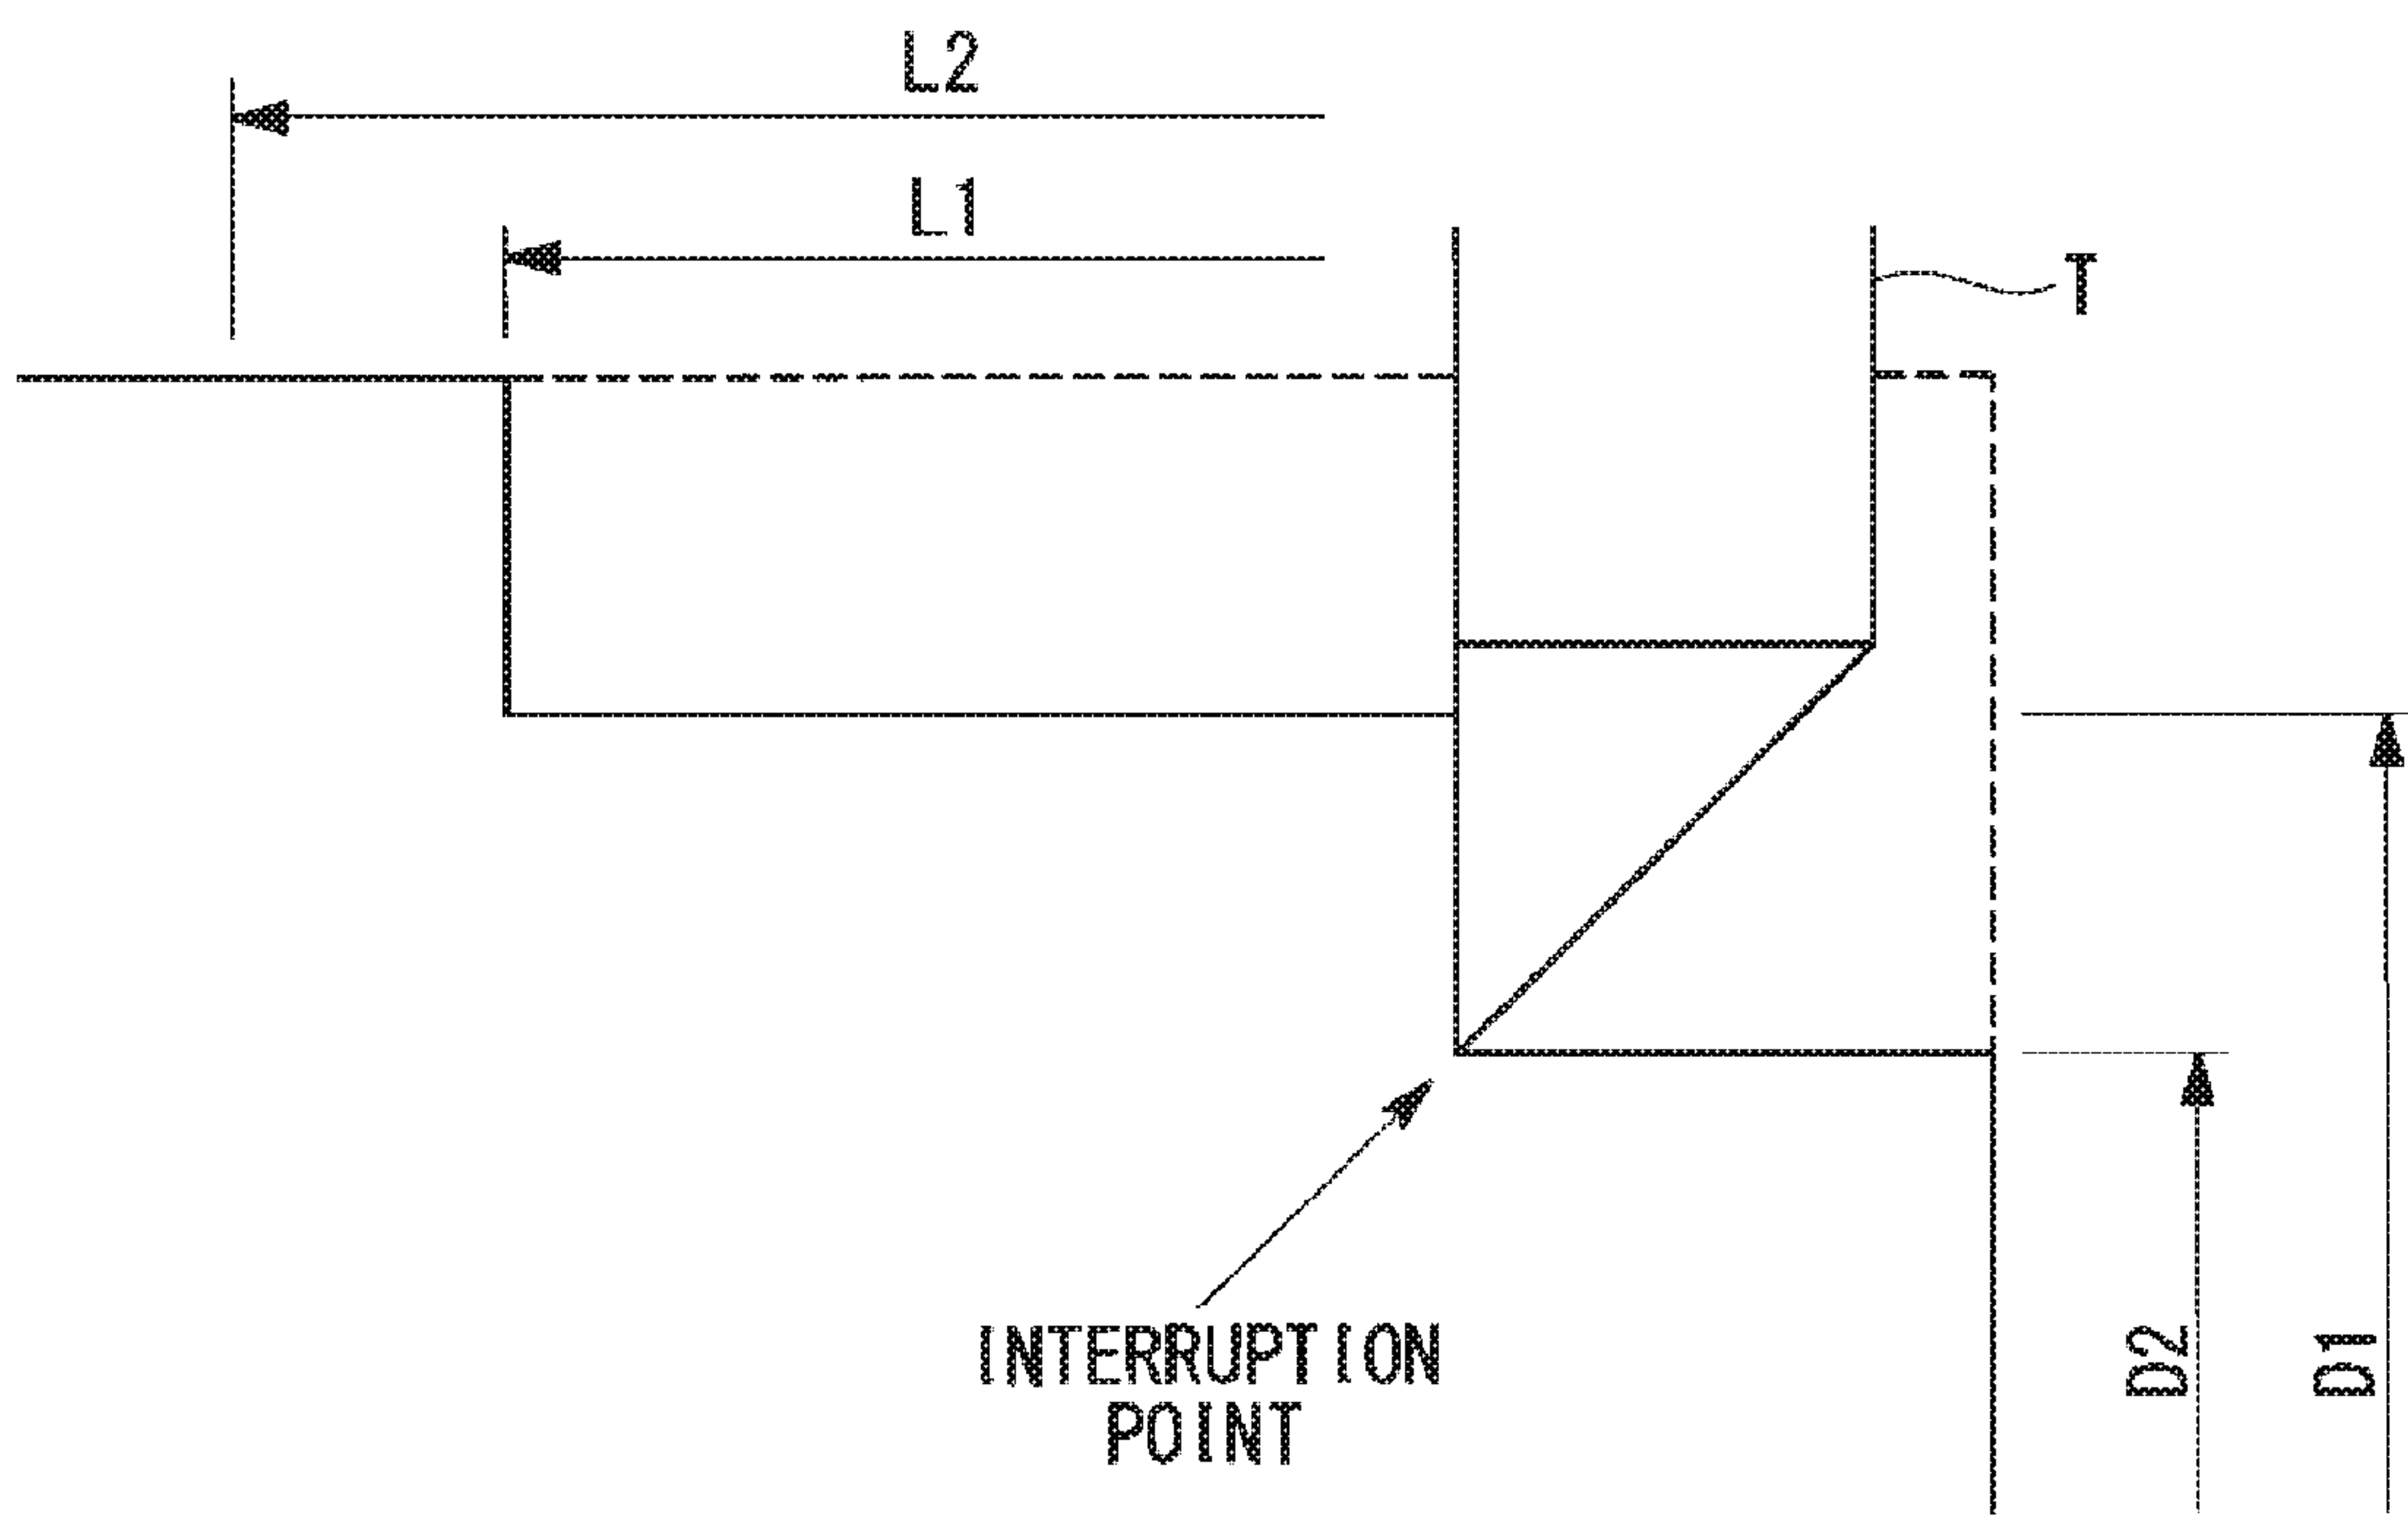 L2
L1
T
INTERRUPTION
POINT
D2
D1